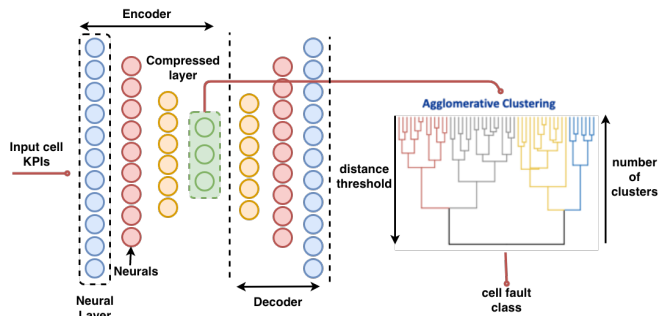 Encoder
Compressed
layer
Input cell
KPIs
Neurals
Neural
Layer
Decoder
Agglomerative Clustering
distance
threshold
number
of
clusters
cell fault
class